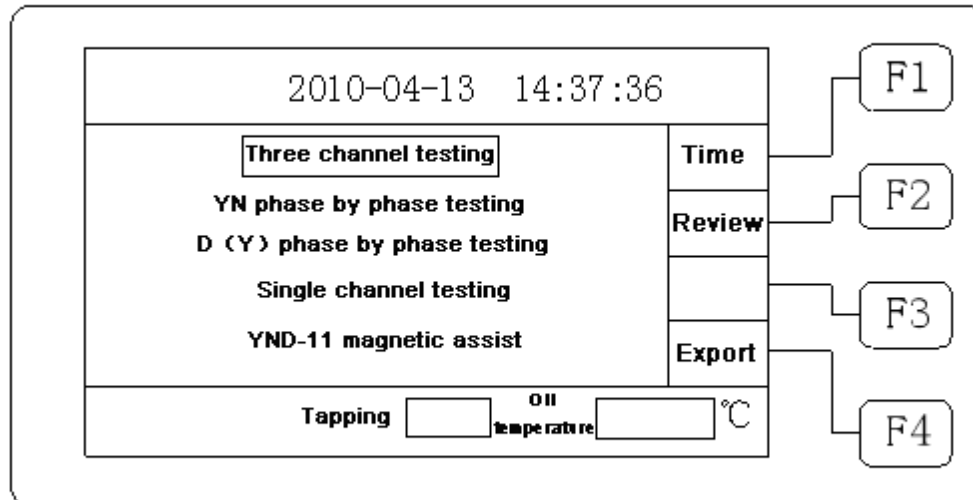 2010-04-13 14:37:36
Three channel testing
YN phase by phase testing
D (Y) phase by phase testing
Single channel testing
YND-11 magnetic assist
Time
Review
Export
Tapping
Oil
temperature
℃
F1
F2
F3
F4